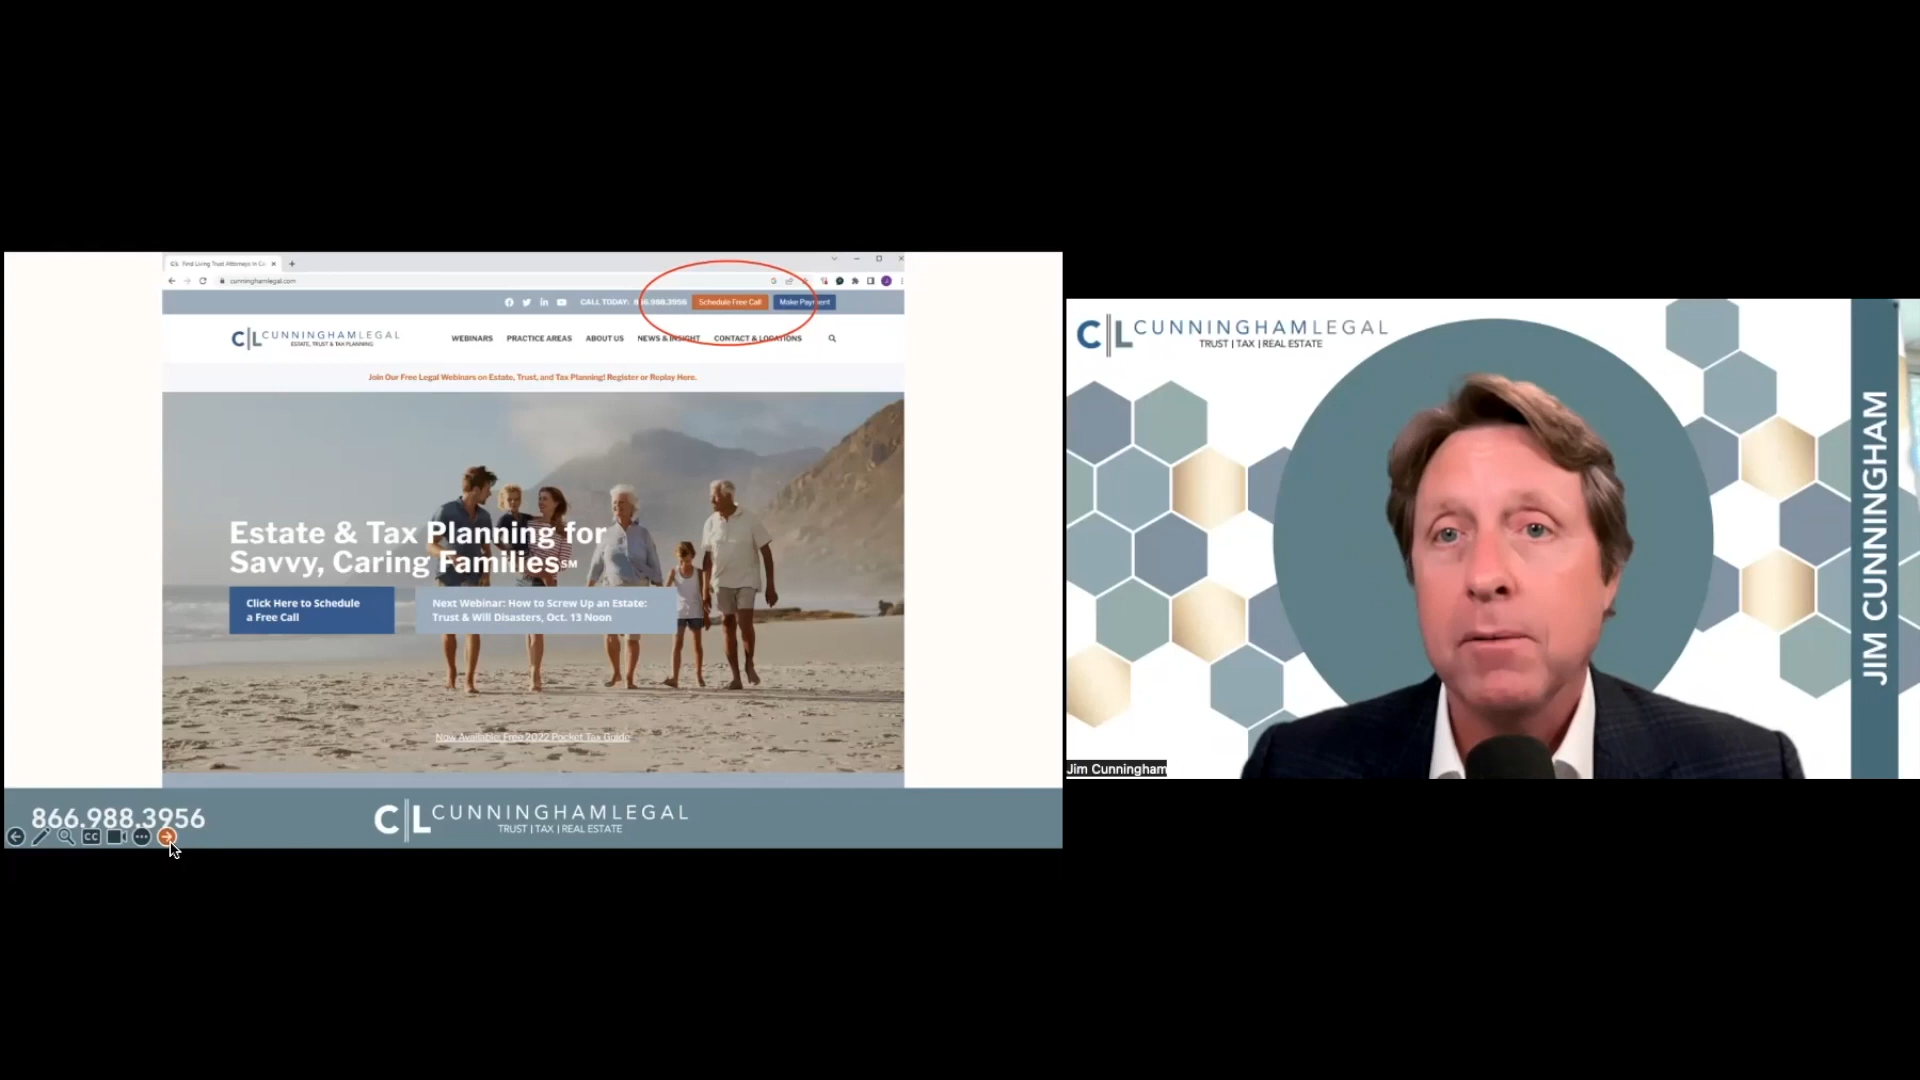 Find Living Trust Attorneys in Ca
cunninghamlegal.com
CALL TODAY: 866.988.3956
Schedule Free Call
Make Payment
CL CUNNINGHAMLEGAL
ESTATE, TRUST & TAX PLANNING
WEBINARS PRACTICE AREAS ABOUT US NEWS & INSIGHT CONTACT & LOCATIONS
Join Our Free Legal Webinars on Estate, Trust, and Tax Planning! Register or Replay Here.
Estate & Tax Planning for
Savvy, Caring Families℠
Click Here to Schedule
a Free Call
Next Webinar: How to Screw Up an Estate:
Trust & Will Disasters, Oct. 13 Noon
Now Available: Free 2022 Pocket Tax Guide
866.988.3956
CC
CL CUNNINGHAMLEGAL
TRUST | TAX | REAL ESTATE
CL CUNNINGHAMLEGAL
TRUST | TAX | REAL ESTATE
JIM CUNNINGHAM
Jim Cunningham